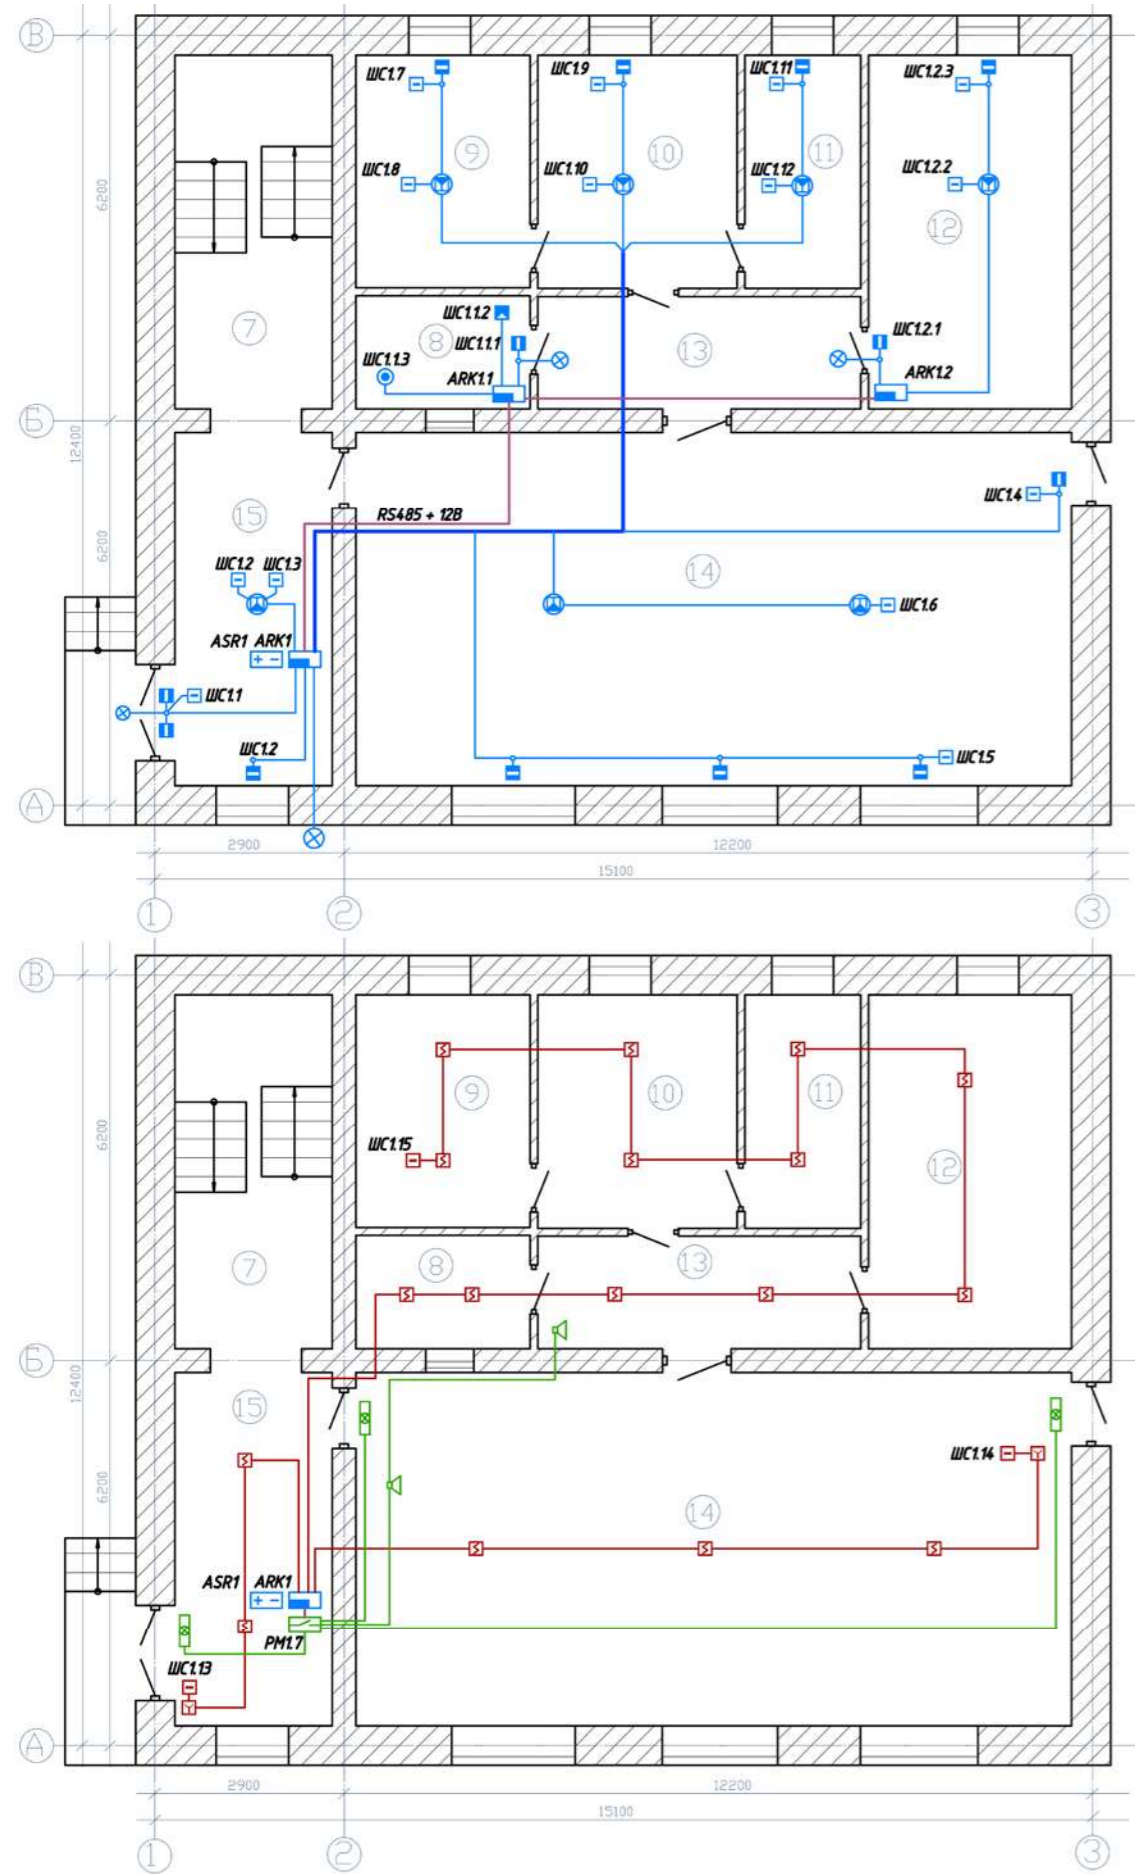 В
ШС1.7
ШС1.9
ШС1.11
ШС1.2.3
9
10
11
ШС1.8
ШС1.10
ШС1.12
ШС1.2.2
6200
12
7
8
ШС1.1.2
ШС1.1.1
ШС1.1.3
ARK1.1
13
ШС1.2.1
ARK1.2
Б
12400
15
RS485 + 12В
ШС1.4
6200
ШС1.2
ШС1.3
14
ШС1.6
ASR1
ARK1
+ -
ШС1.1
ШС1.2
ШС1.5
А
2900
12200
15100
1
2
3
В
9
10
11
6200
ШС1.15
12
7
8
13
Б
12400
15
ШС1.14
6200
14
ASR1
ARK1
+ -
РМ1.7
ШС1.13
А
2900
12200
15100
1
2
3